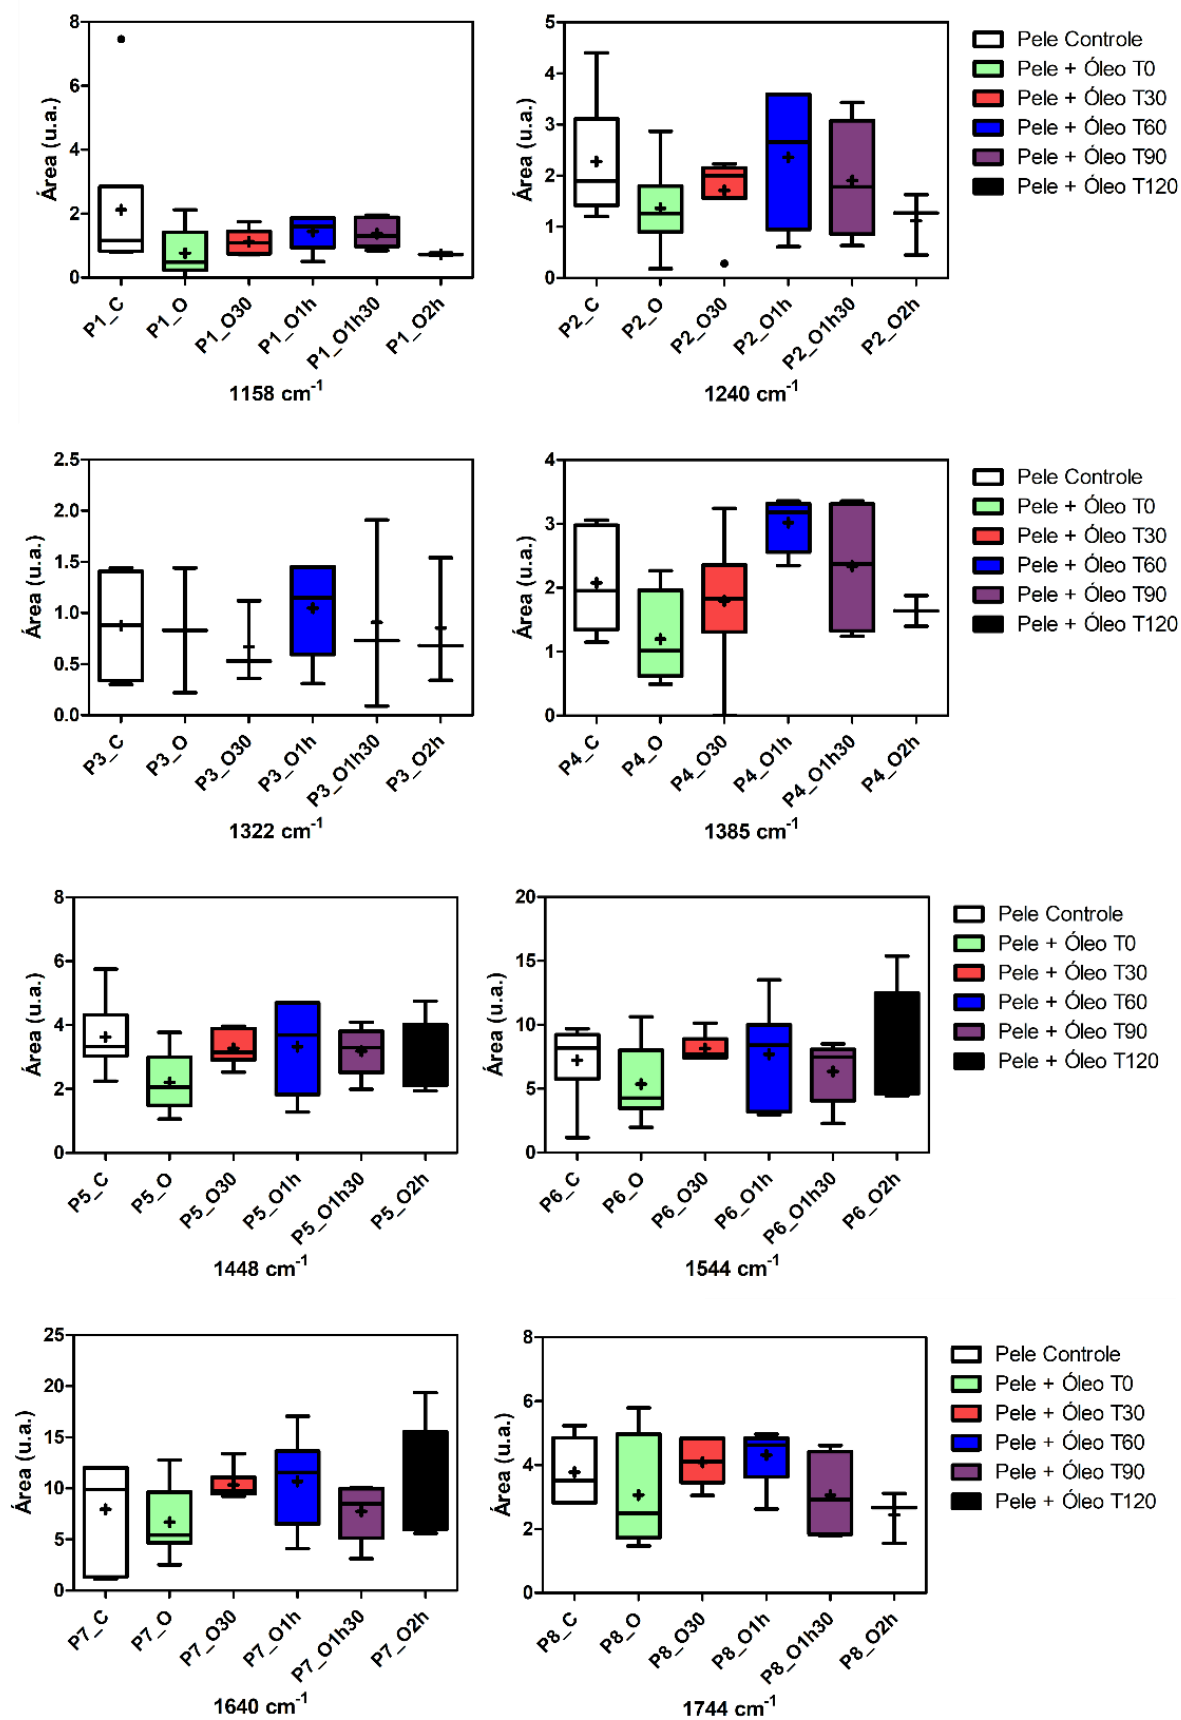 8
6
4
2
0
Área (u.a.)
P1_C
P1_O
P1_O30
P1_O1h
P1_O1h30
P1_O2h
1158 cm-1
5
4
3
2
1
0
Área (u.a.)
P2_C
P2_O
P2_O30
P2_O1h
P2_O1h30
P2_O2h
1240 cm-1
Pele Controle
Pele + Óleo T0
Pele + Óleo T30
Pele + Óleo T60
Pele + Óleo T90
Pele + Óleo T120
2.5
2.0
1.5
1.0
0.5
0.0
Área (u.a.)
P3_C
P3_O
P3_O30
P3_O1h
P3_O1h30
P3_O2h
1322 cm-1
4
3
2
1
0
Área (u.a.)
P4_C
P4_O
P4_O30
P4_O1h
P4_O1h30
P4_O2h
1385 cm-1
Pele Controle
Pele + Óleo T0
Pele + Óleo T30
Pele + Óleo T60
Pele + Óleo T90
Pele + Óleo T120
8
6
4
2
0
Área (u.a.)
P5_C
P5_O
P5_O30
P5_O1h
P5_O1h30
P5_O2h
1448 cm-1
20
15
10
5
0
Área (u.a.)
P6_C
P6_O
P6_O30
P6_O1h
P6_O1h30
P6_O2h
1544 cm-1
Pele Controle
Pele + Óleo T0
Pele + Óleo T30
Pele + Óleo T60
Pele + Óleo T90
Pele + Óleo T120
25
20
15
10
5
0
Área (u.a.)
P7_C
P7_O
P7_O30
P7_O1h
P7_O1h30
P7_O2h
1640 cm-1
8
6
4
2
0
Área (u.a.)
P8_C
P8_O
P8_O30
P8_O1h
P8_O1h30
P8_O2h
1744 cm-1
Pele Controle
Pele + Óleo T0
Pele + Óleo T30
Pele + Óleo T60
Pele + Óleo T90
Pele + Óleo T120